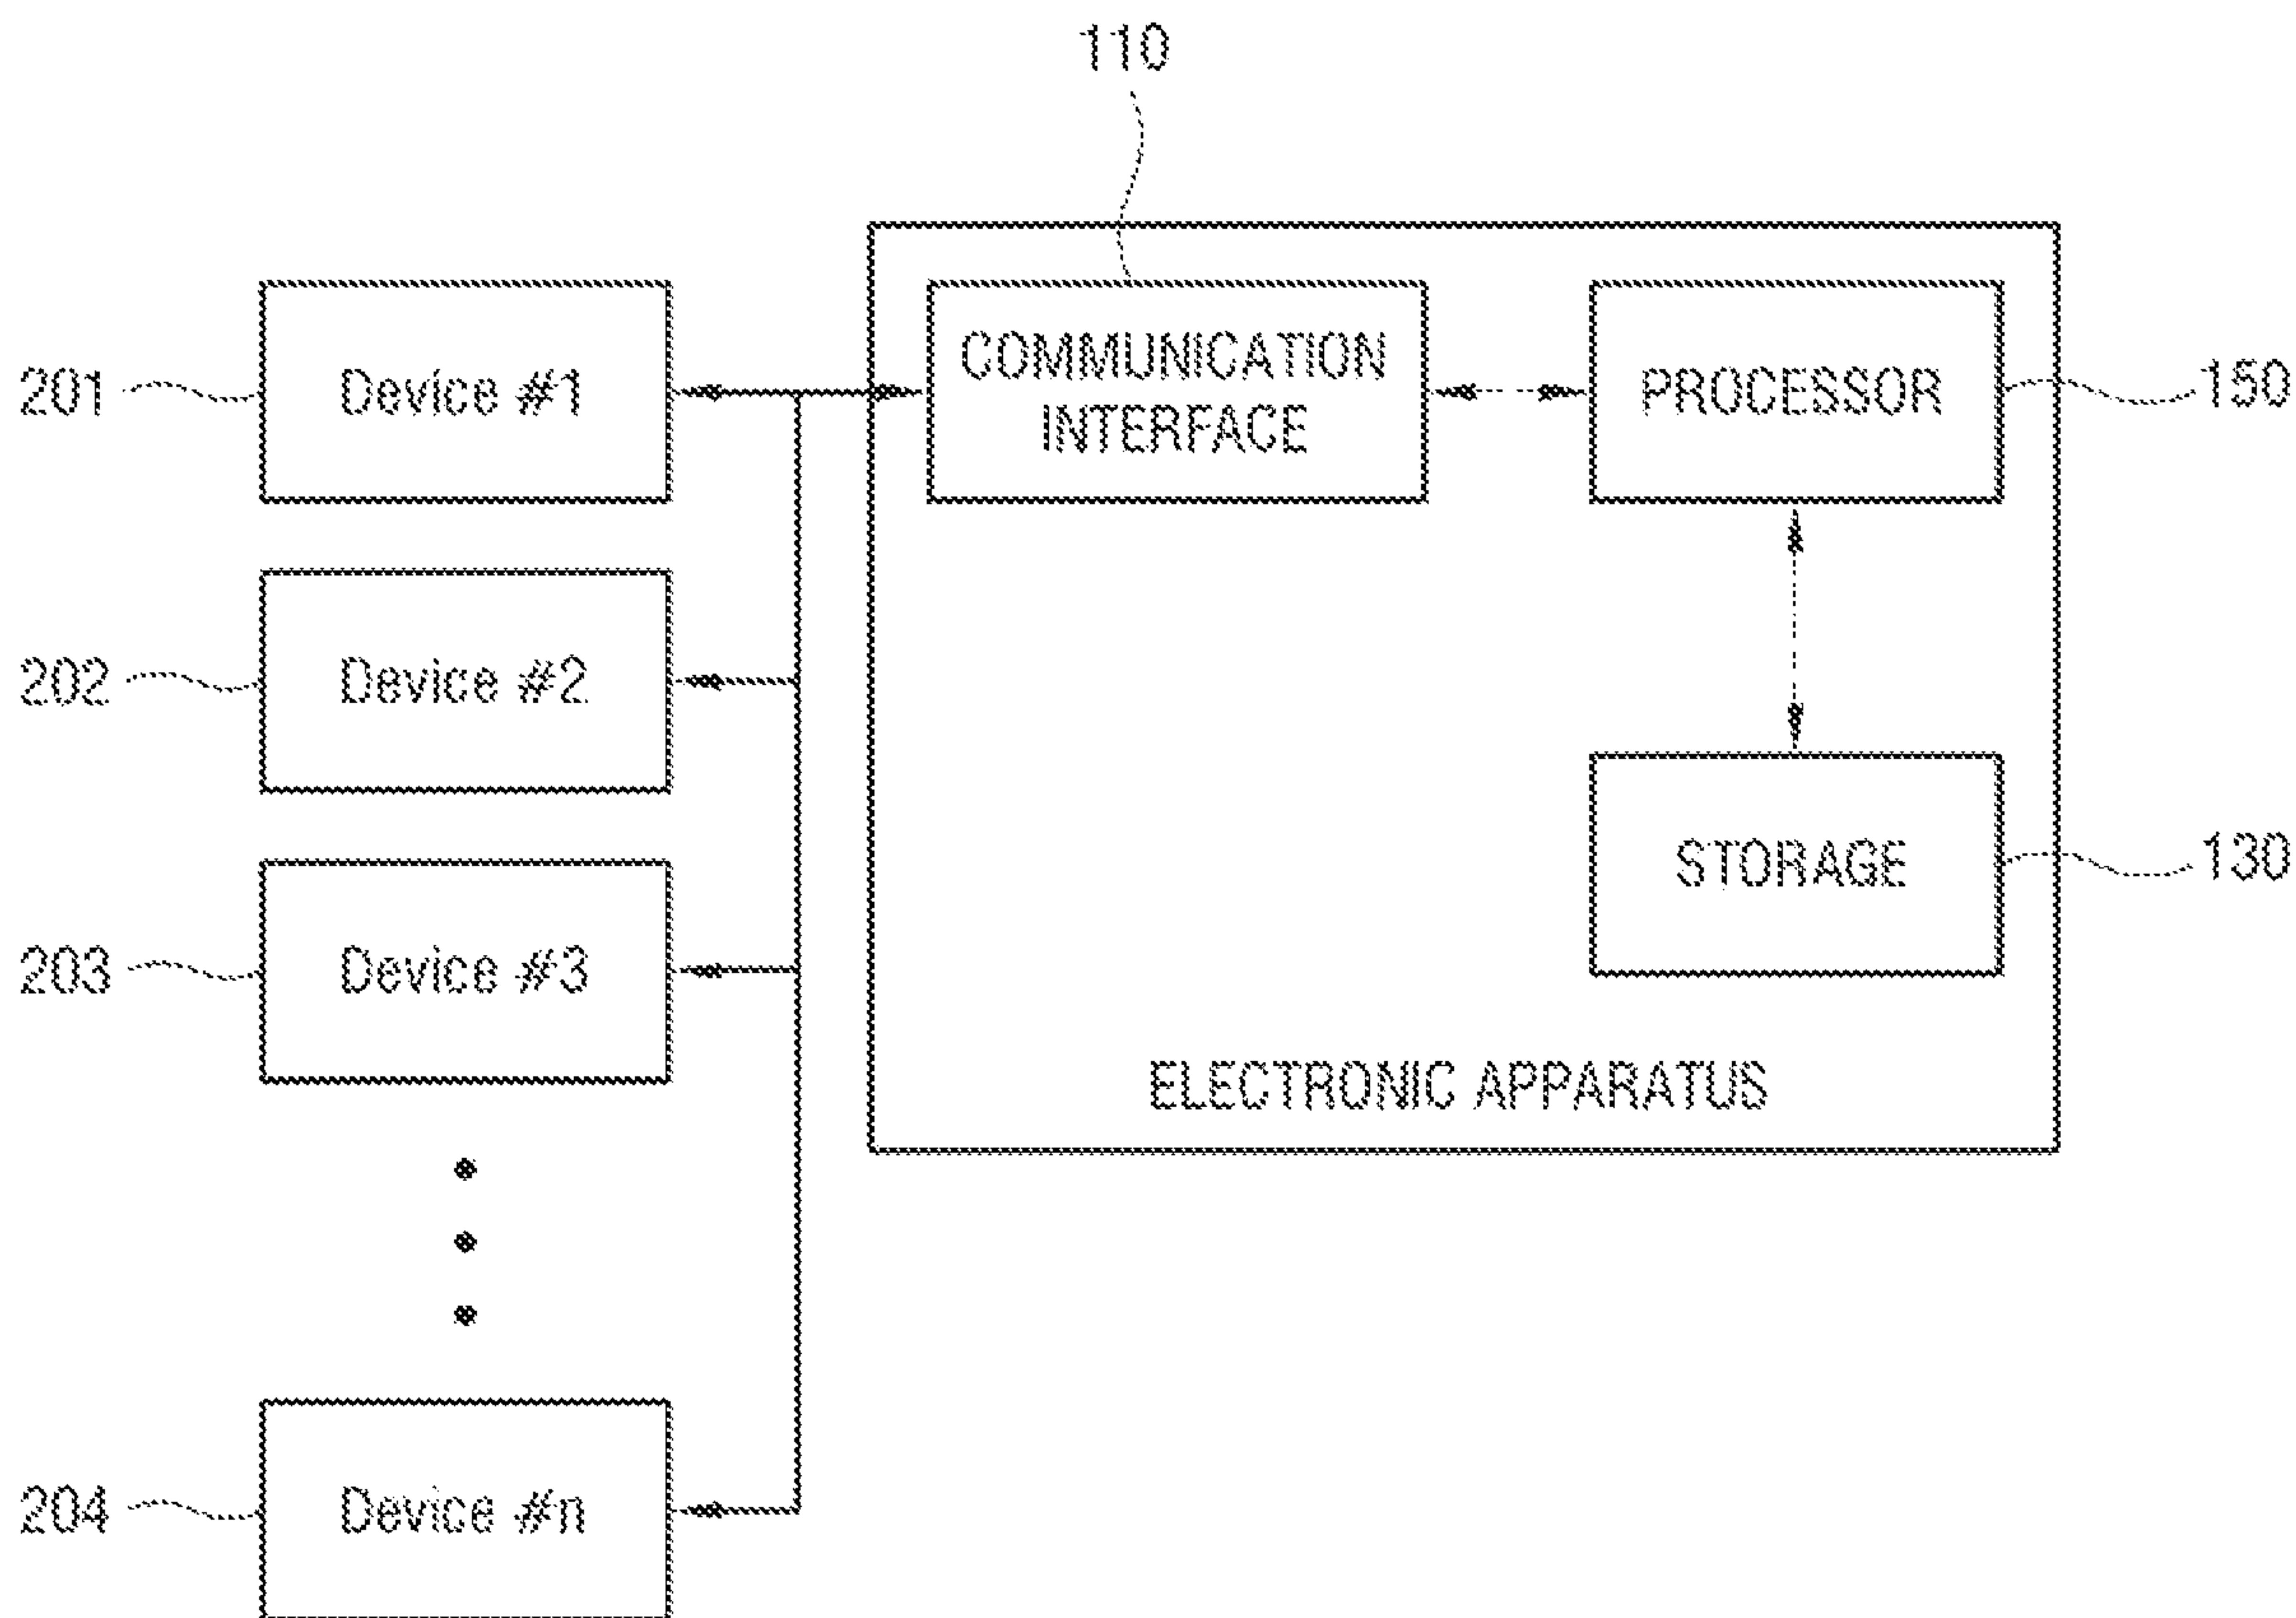 110
201
Device #1
COMMUNICATION
INTERFACE
PROCESSOR
150
202
Device #2
STORAGE
130
203
Device #3
ELECTRONIC APPARATUS
204
Device #n